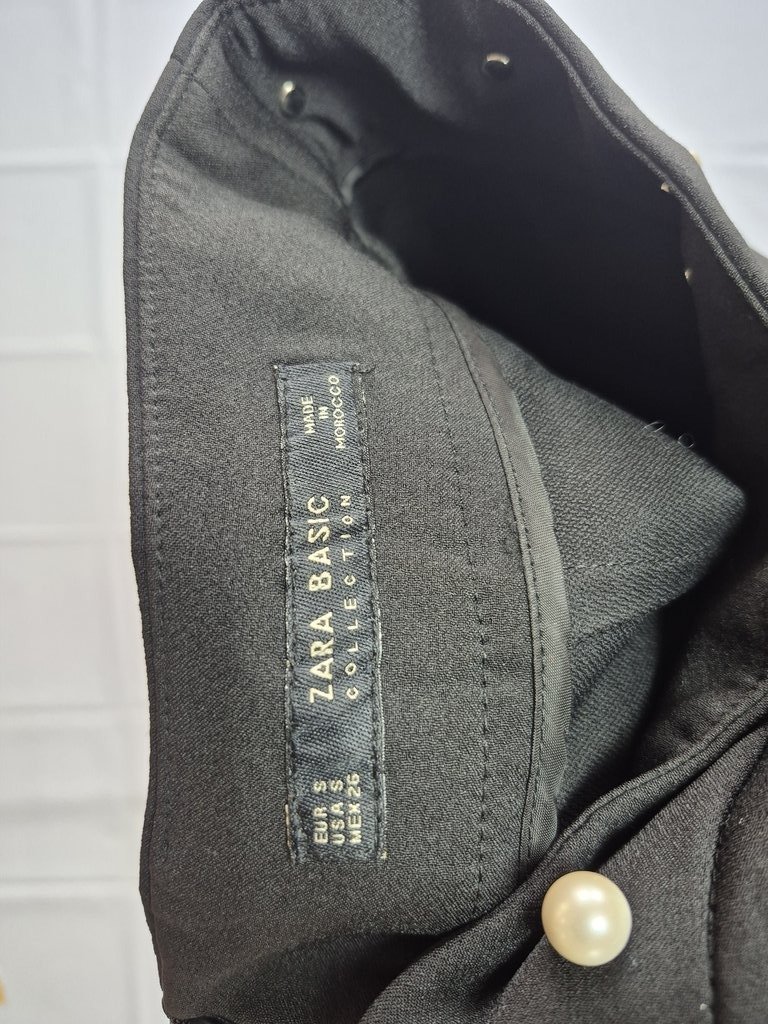 EUR S
USA S
MEX 26
ZARA BASIC
COLLECTION
MADE
IN
MOROCCO